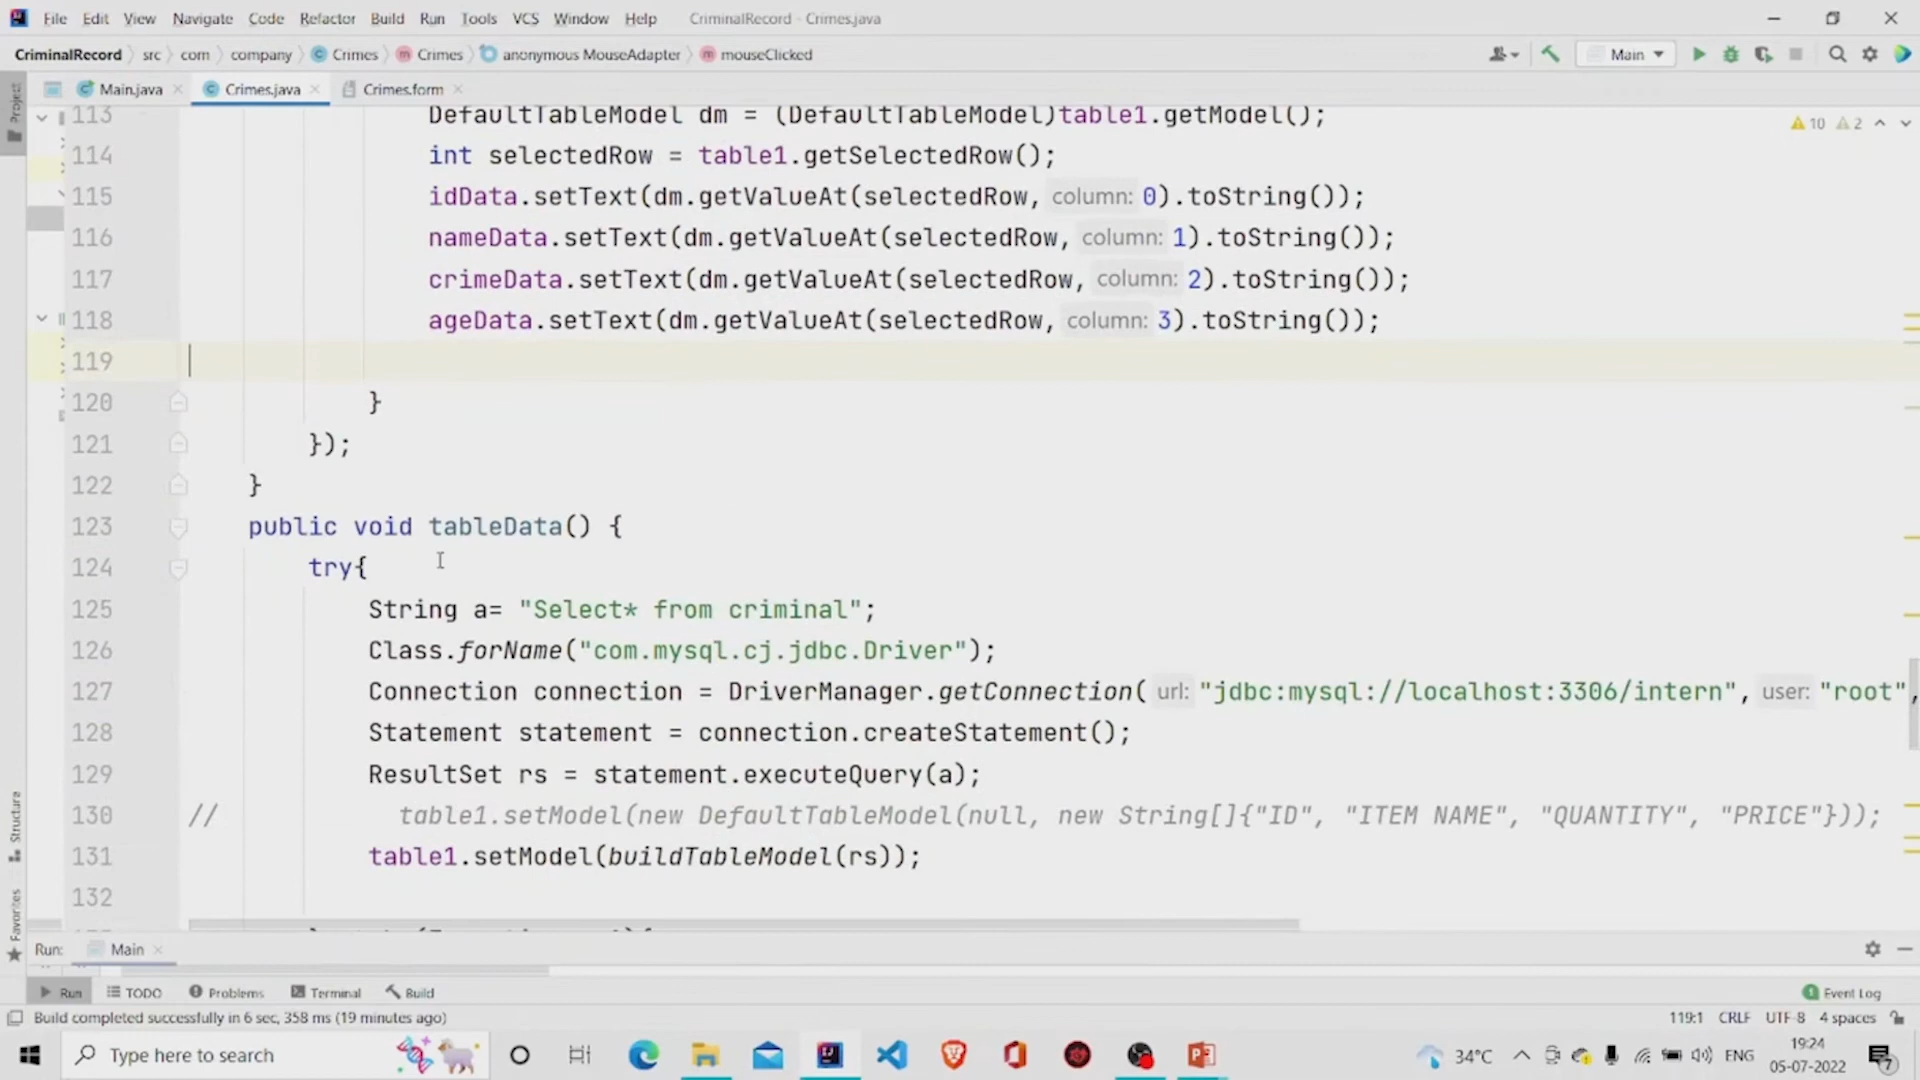 File Edit View Navigate Code Refactor Build Run Tools VCS Window Help CriminalRecord - Crimes.java
CriminalRecord src com company Crimes Crimes anonymous MouseAdapter mouseClicked Main
Project
Main.java Crimes.java Crimes.form
10 2
113 DefaultTableModel dm = (DefaultTableModel)table1.getModel();
114 int selectedRow = table1.getSelectedRow();
115 idData.setText(dm.getValueAt(selectedRow, column: 0).toString());
116 nameData.setText(dm.getValueAt(selectedRow, column: 1).toString());
117 crimeData.setText(dm.getValueAt(selectedRow, column: 2).toString());
118 ageData.setText(dm.getValueAt(selectedRow, column: 3).toString());
119
120 }
121 });
122 }
123 public void tableData() {
124 try{
125 String a= "Select* from criminal";
126 Class.forName("com.mysql.cj.jdbc.Driver");
127 Connection connection = DriverManager.getConnection( url: "jdbc:mysql://localhost:3306/intern", user: "root",
128 Statement statement = connection.createStatement();
129 ResultSet rs = statement.executeQuery(a);
130 // table1.setModel(new DefaultTableModel(null, new String[]{"ID", "ITEM NAME", "QUANTITY", "PRICE"}));
131 table1.setModel(buildTableModel(rs));
132
Structure
Favorites
Run: Main
Run TODO Problems Terminal Build 1 Event Log
Build completed successfully in 6 sec, 358 ms (19 minutes ago) 119:1 CRLF UTF-8 4 spaces
Type here to search 34°C ENG 19:24
05-07-2022 7